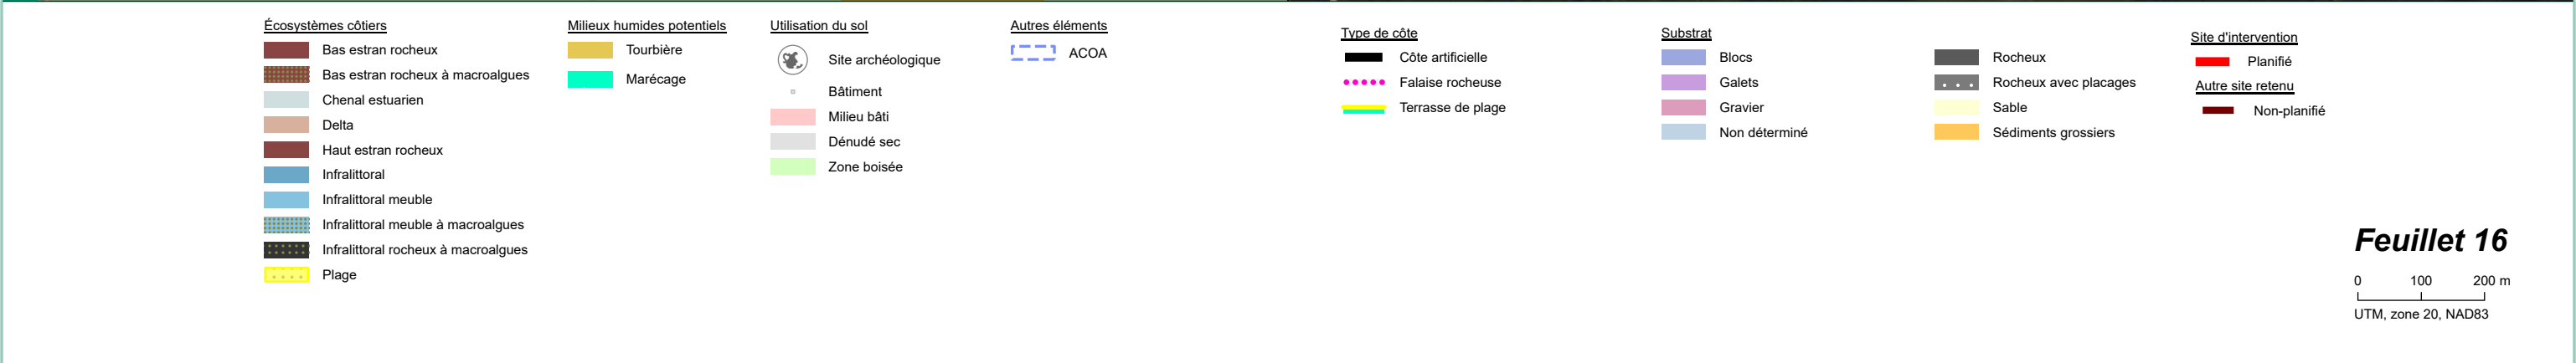 Écosystèmes côtiers
Bas estran rocheux
Bas estran rocheux à macroalgues
Chenal estuarien
Delta
Haut estran rocheux
Infralittoral
Infralittoral meuble
Infralittoral meuble à macroalgues
Infralittoral rocheux à macroalgues
Plage
Milieux humides potentiels
Tourbière
Marécage
Utilisation du sol
Site archéologique
Bâtiment
Milieu bâti
Dénudé sec
Zone boisée
Autres éléments
ACOA
Type de côte
Côte artificielle
Falaise rocheuse
Terrasse de plage
Substrat
Blocs
Galets
Gravier
Non déterminé
Rocheux
Rocheux avec placages
Sable
Sédiments grossiers
Site d'intervention
Planifié
Autre site retenu
Non-planifié
Feuillet 16
0 100 200 m
UTM, zone 20, NAD83